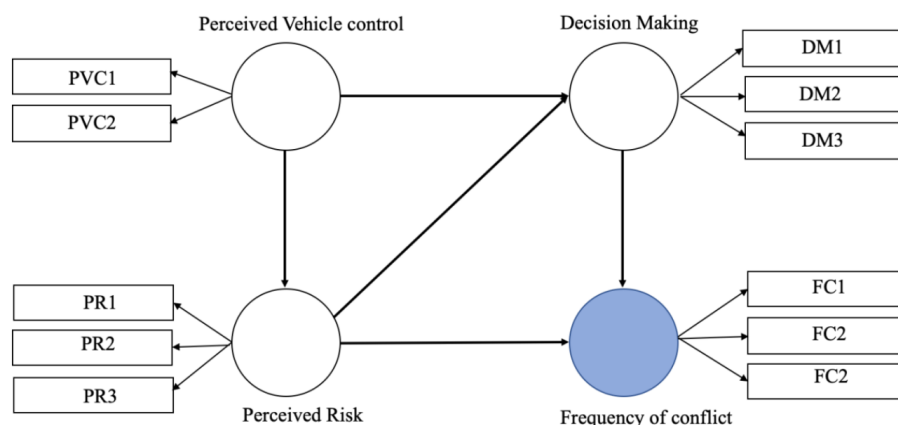 Perceived Vehicle control
Decision Making
PVC1
PVC2
DM1
DM2
DM3
PR1
PR2
PR3
FC1
FC2
FC2
Perceived Risk
Frequency of conflict